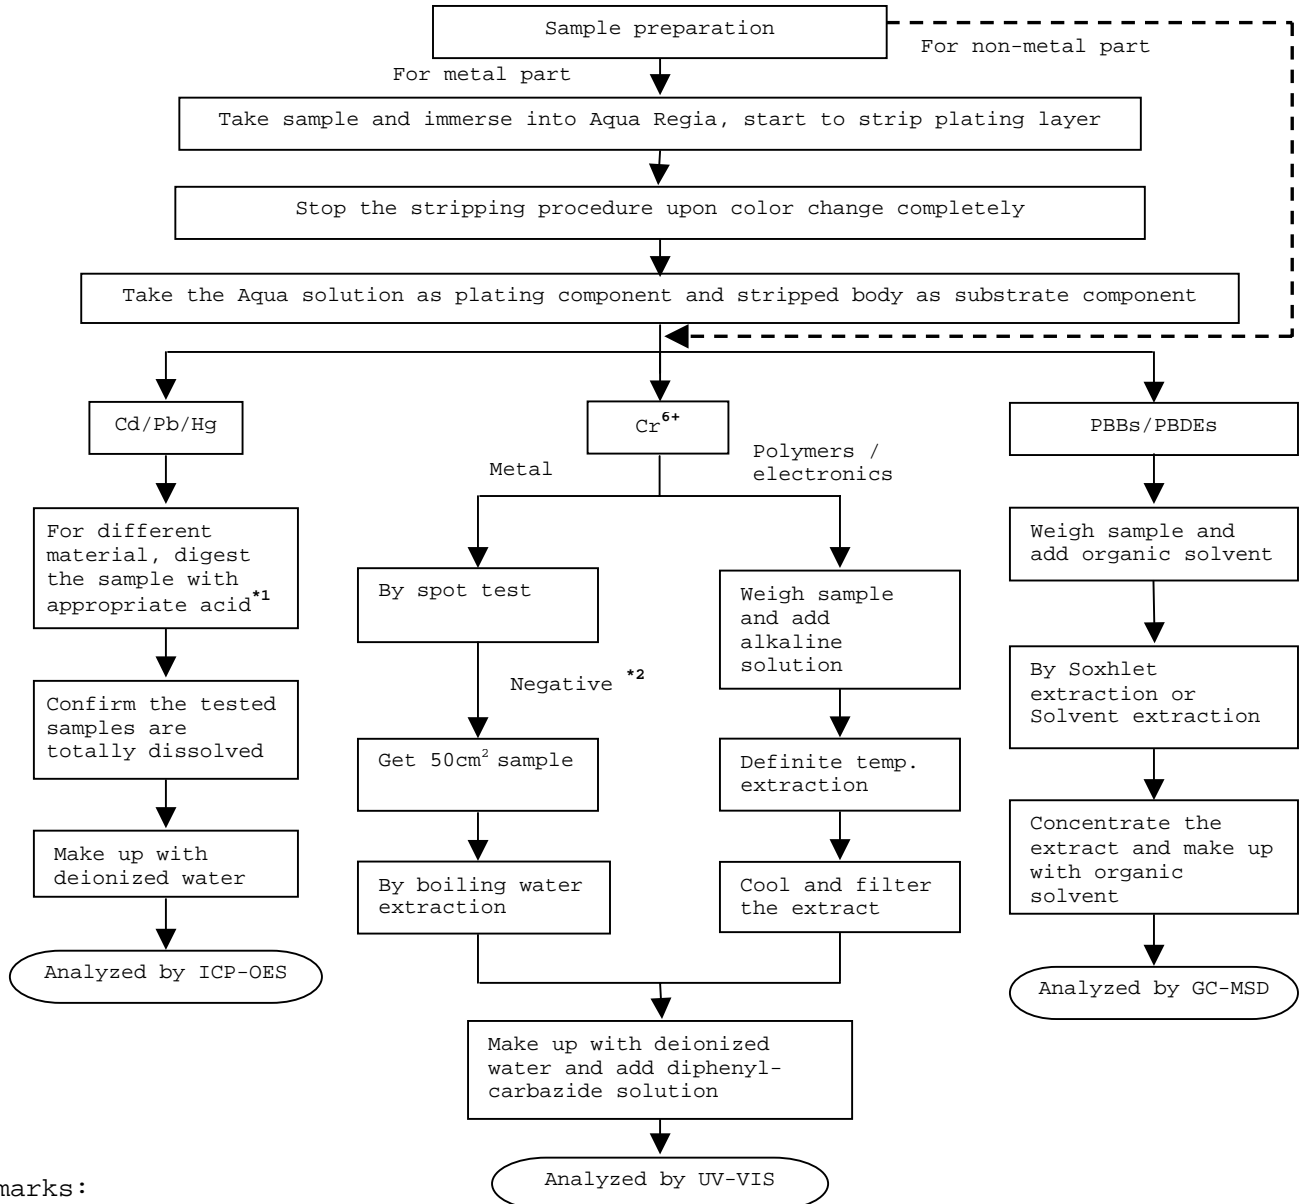 Sample preparation
For non-metal part
For metal part
Take sample and immerse into Aqua Regia, start to strip plating layer
Stop the stripping procedure upon color change completely
Take the Aqua solution as plating component and stripped body as substrate component
Cd/Pb/Hg
Cr6+
PBBs/PBDEs
Metal
Polymers /
electronics
For different
material, digest
the sample with
appropriate acid*1
Confirm the tested
samples are
totally dissolved
Make up with
deionized water
Analyzed by ICP-OES
By spot test
Negative *2
Get 50cm2 sample
By boiling water
extraction
Weigh sample
and add
alkaline
solution
Definite temp.
extraction
Cool and filter
the extract
Make up with deionized
water and add diphenyl-
carbazide solution
Analyzed by UV-VIS
Weigh sample and
add organic solvent
By Soxhlet
extraction or
Solvent extraction
Concentrate the
extract and make up
with organic
solvent
Analyzed by GC-MSD
marks: